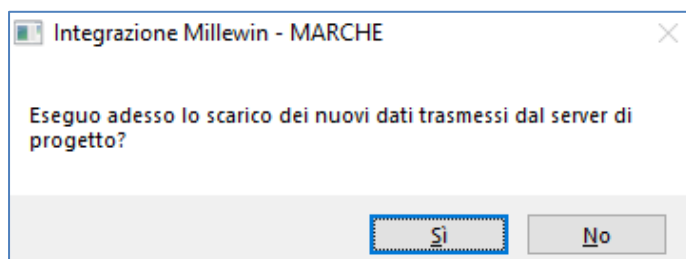 Integrazione Millewin - MARCHE
Eseguo adesso lo scarico dei nuovi dati trasmessi dal server di
progetto?
Sì
No